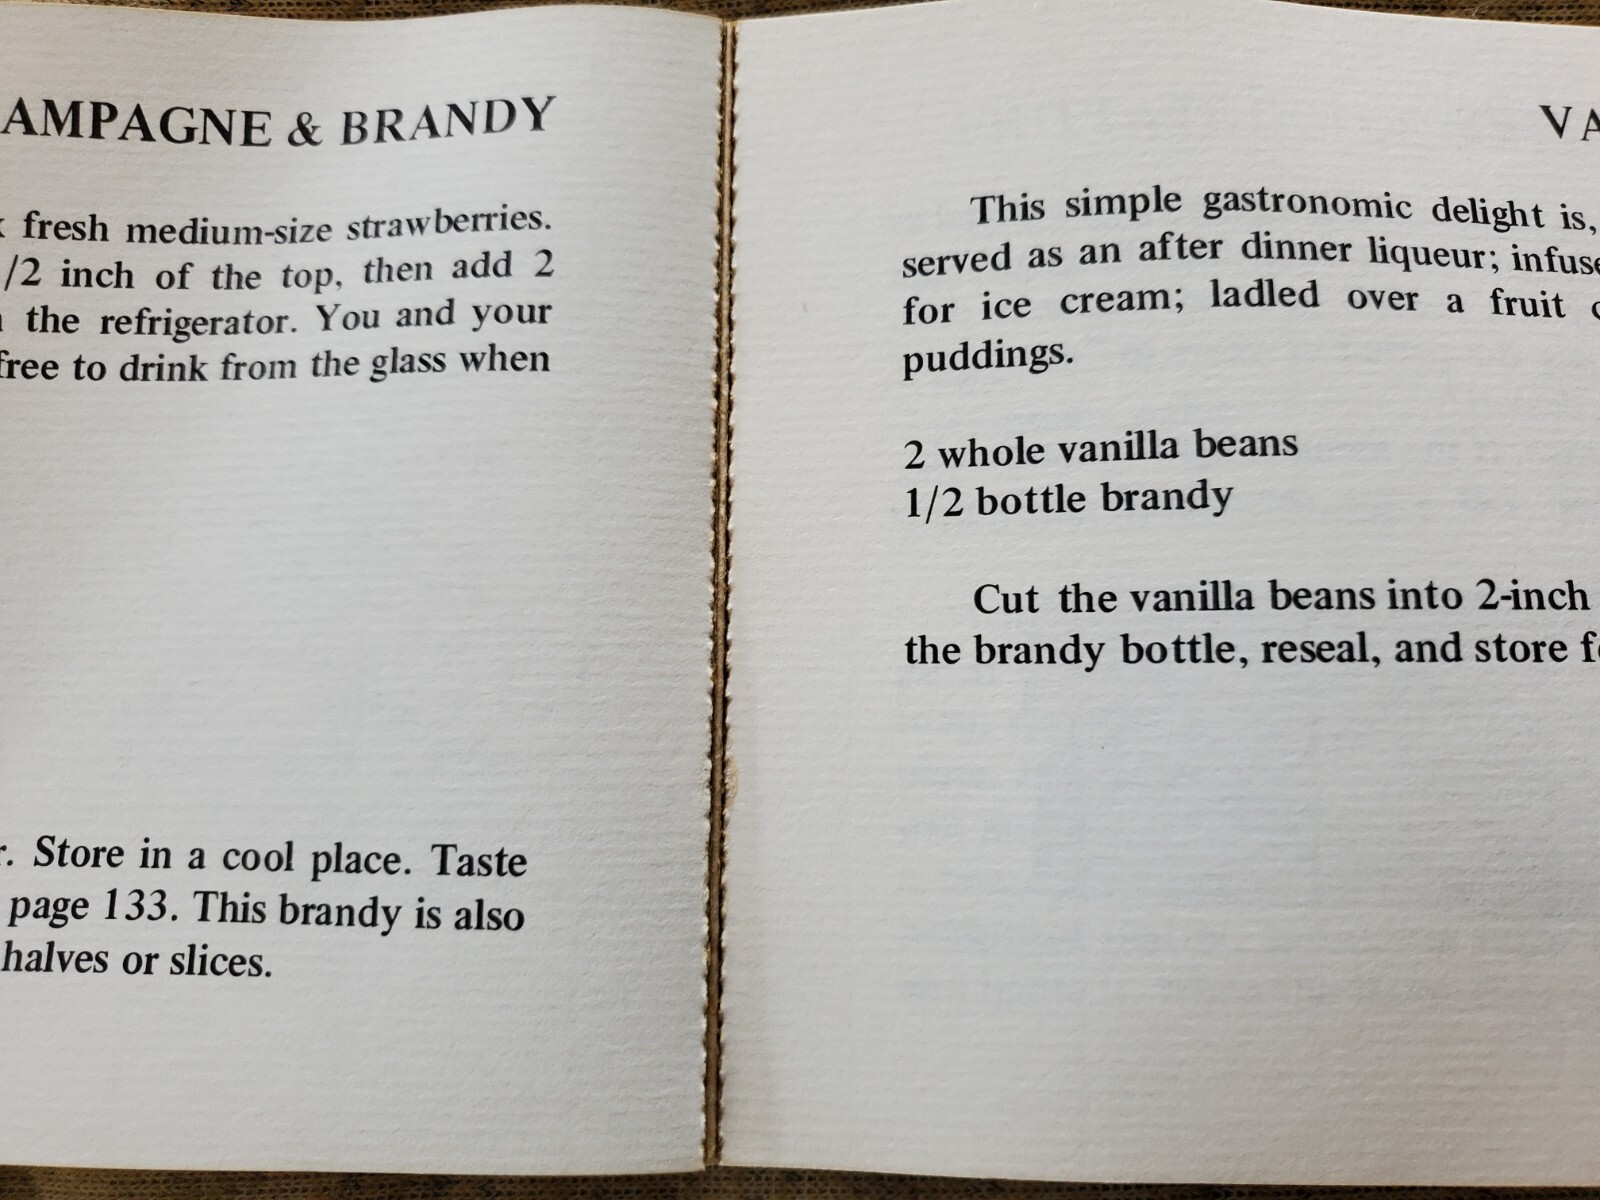 AMPAGNE & BRANDY
fresh medium-size strawberries.
/2 inch of the top, then add 2
the refrigerator. You and your
free to drink from the glass when
r. Store in a cool place. Taste
page 133. This brandy is also
halves or slices.
VA
This simple gastronomic delight is,
served as an after dinner liqueur; infuse
for ice cream; ladled over a fruit
puddings.
2 whole vanilla beans
1/2 bottle brandy
Cut the vanilla beans into 2-inch
the brandy bottle, reseal, and store f